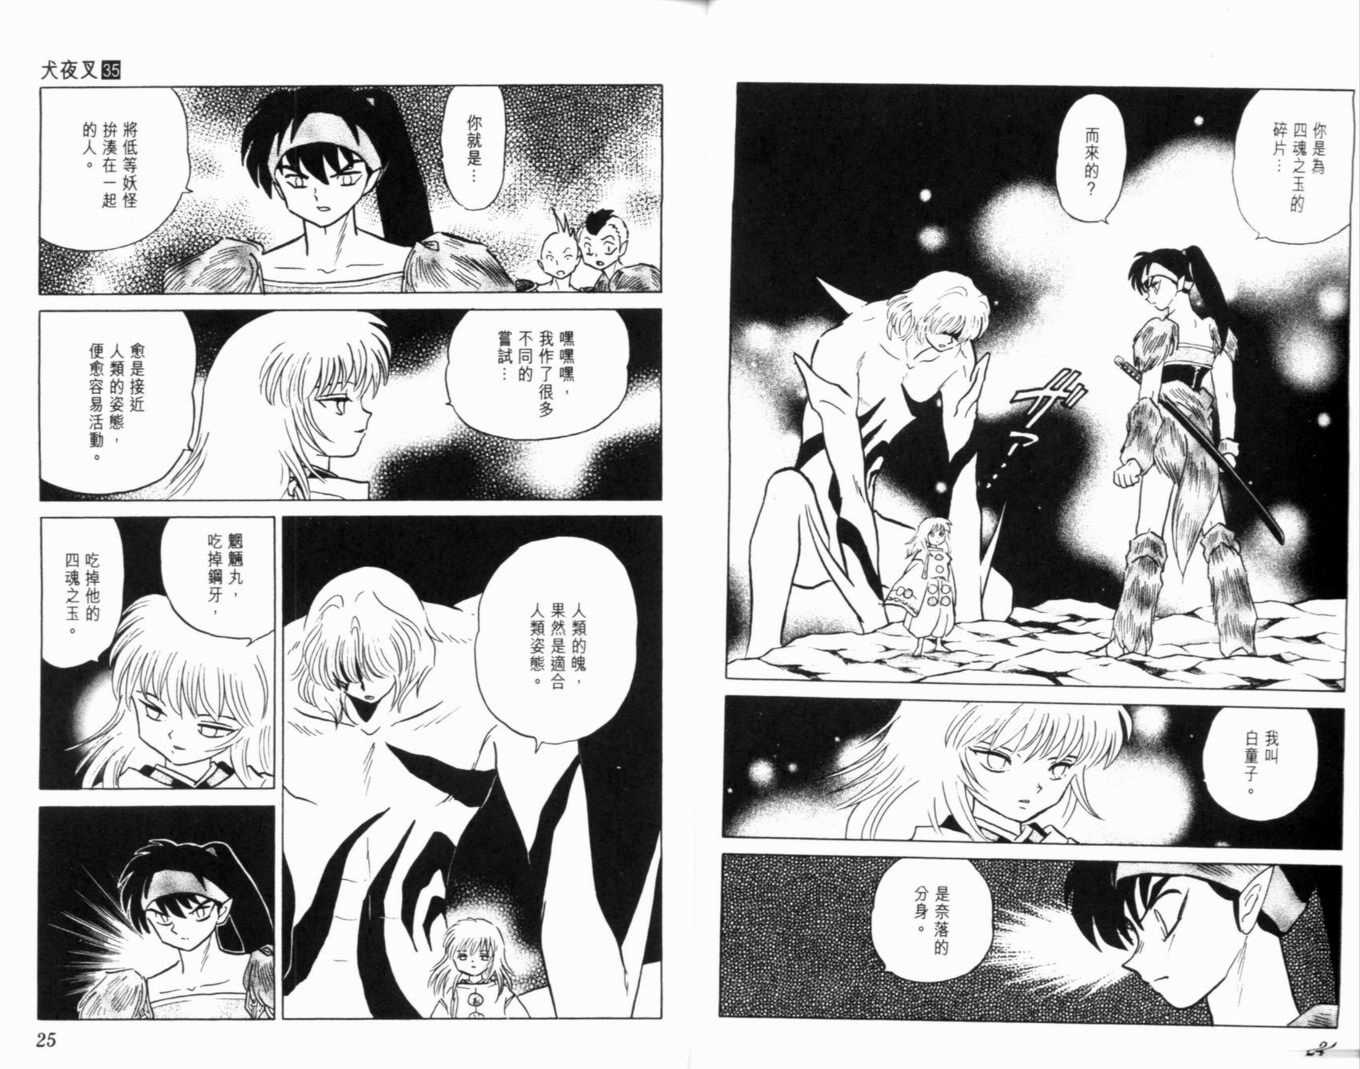 你是為
四魂之玉的
碎片…
而來的？
我叫
白童子。
是奈落的
分身。
犬夜叉35
你就是…
將低等妖怪
拚湊在一起
的人。
嘿嘿嘿，
我作了很多
不同的
嘗試…
愈是接近
人類的姿態，
便愈容易活動。
人類的魄，
果然是適合
人類姿態。
魍魎丸，
吃掉鋼牙，
吃掉他的
四魂之玉。
25